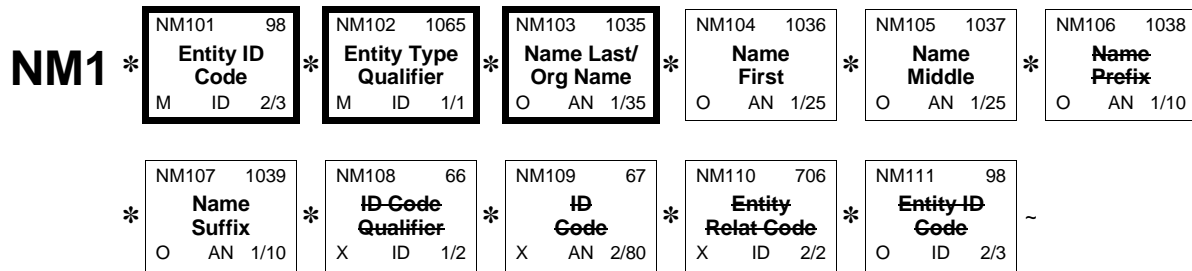 NM101 98 NM102 1065 NM103 1035 NM104 1036 NM105 1037 NM106 1038
NM1 * Entity ID Code * Entity Type Qualifier * Name Last/ Org Name * Name First * Name Middle * Name Prefix
M ID 2/3 M ID 1/1 O AN 1/35 O AN 1/25 O AN 1/25 O AN 1/10
NM107 1039 NM108 66 NM109 67 NM110 706 NM111 98
* Name Suffix * ID Code Qualifier * ID Code * Entity Relat Code * Entity ID Code ~
O AN 1/10 X ID 1/2 X AN 2/80 X ID 2/2 O ID 2/3